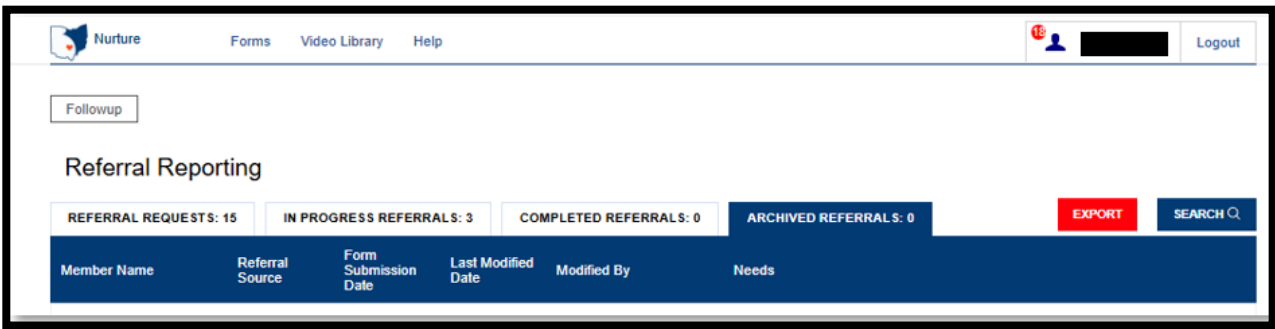 Nurture Forms Video Library Help 18 Logout
Followup
Referral Reporting
REFERRAL REQUESTS: 15 IN PROGRESS REFERRALS: 3 COMPLETED REFERRALS: 0 ARCHIVED REFERRALS: 0 EXPORT SEARCH
Member Name Referral Source Form Submission Date Last Modified Date Modified By Needs